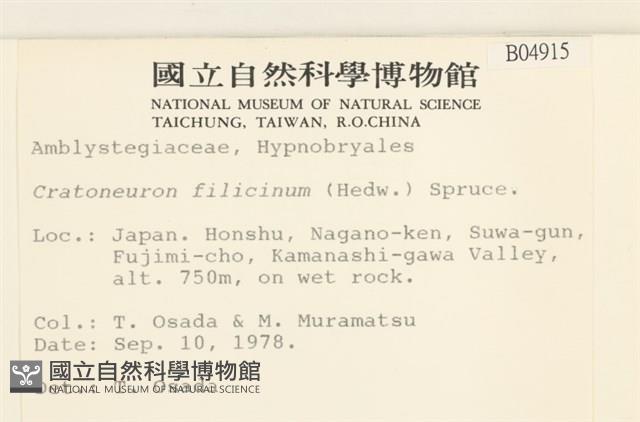 B04915
國立自然科學博物館
NATIONAL MUSEUM OF NATURAL SCIENCE
TAICHUNG, TAIWAN, R.O.CHINA
Amblystegiaceae, Hypnobryales
Cratoneuron filicinum (Hedw.) Spruce.
Loc.: Japan. Honshu, Nagano-ken, Suwa-gun,
Fujimi-cho, Kamanashi-gawa Valley,
alt. 750m, on wet rock.
Col.: T. Osada & M. Muramatsu
Date: Sep. 10, 1978.
國立自然科學博物館
Det.: T. Osada
NATIONAL MUSEUM OF NATURAL SCIENCE